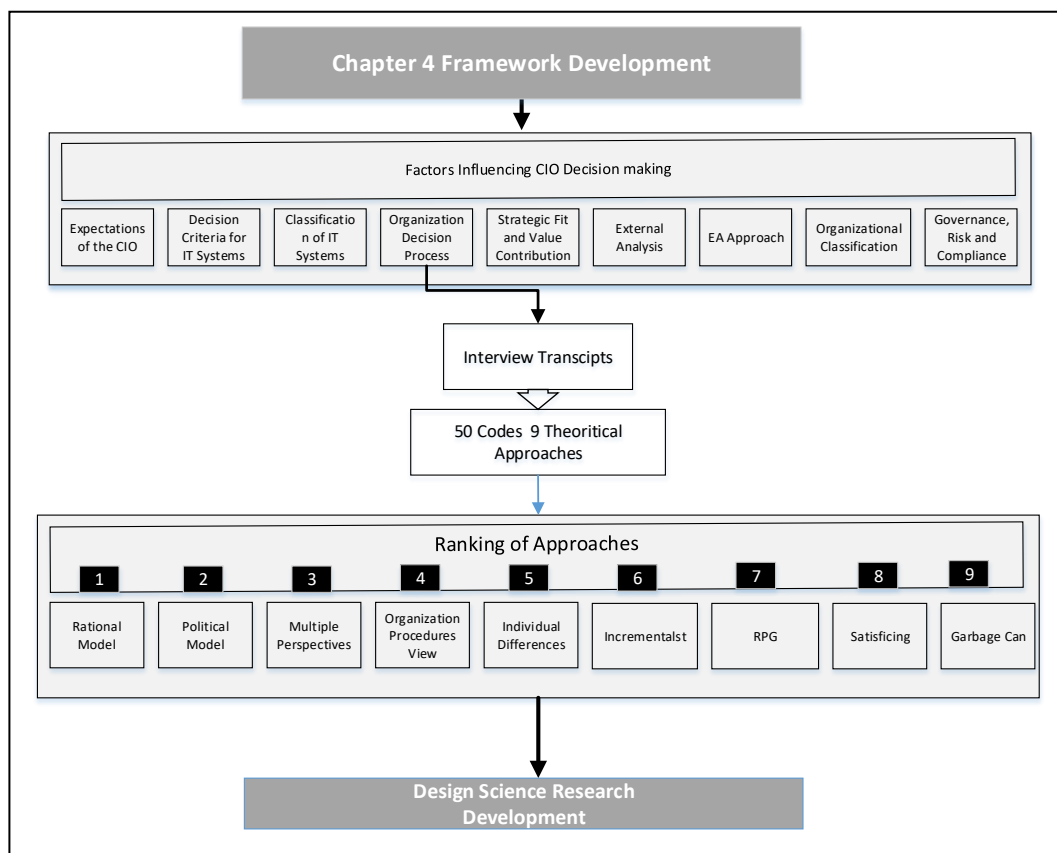 Chapter 4 Framework Development
Factors Influencing CIO Decision making
Expectations
of the CIO
Decision
Criteria for
IT Systems
Classificatio
n of IT
Systems
Organization
Decision
Process
Strategic Fit
and Value
Contribution
External
Analysis
EA Approach
Organizational
Classification
Governance,
Risk and
Compliance
Interview Transcipts
50 Codes 9 Theoritical
Approaches
Ranking of Approaches
1
2
3
4
5
6
7
8
9
Rational
Model
Political
Model
Multiple
Perspectives
Organization
Procedures
View
Individual
Differences
Incrementalst
RPG
Satisficing
Garbage Can
Design Science Research
Development